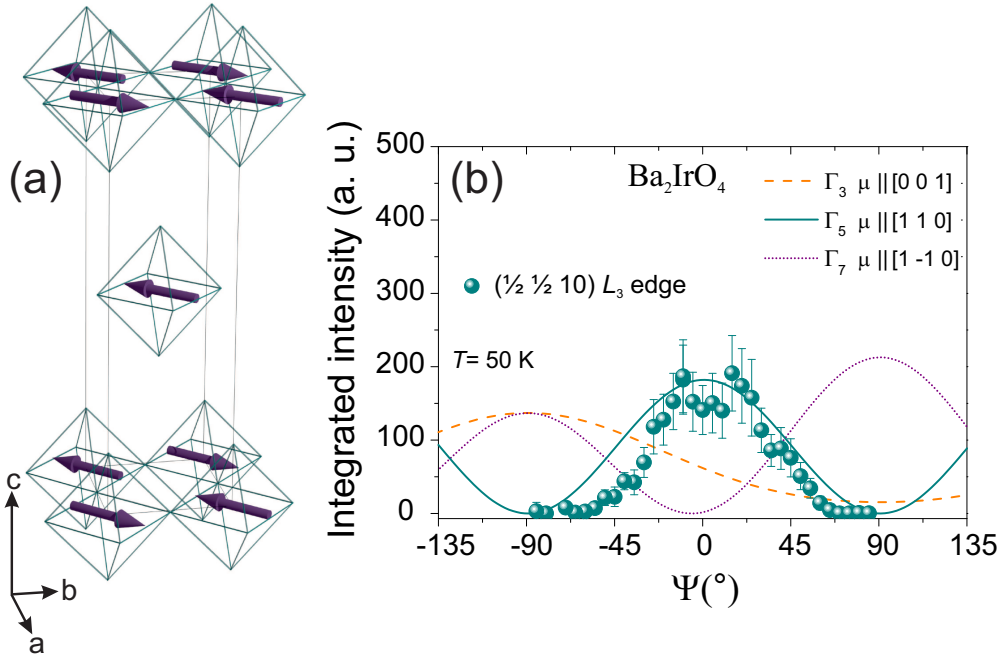 (a)
c
b
a
(b)
Ba₂IrO₄
Γ₃ μ || [0 0 1]
Γ₅ μ || [1 1 0]
Γ₇ μ || [1 -1 0]
(½ ½ 10) L₃ edge
T= 50 K
Integrated intensity (a. u.)
500
400
300
200
100
0
-135 -90 -45 0 45 90 135
Ψ(°)